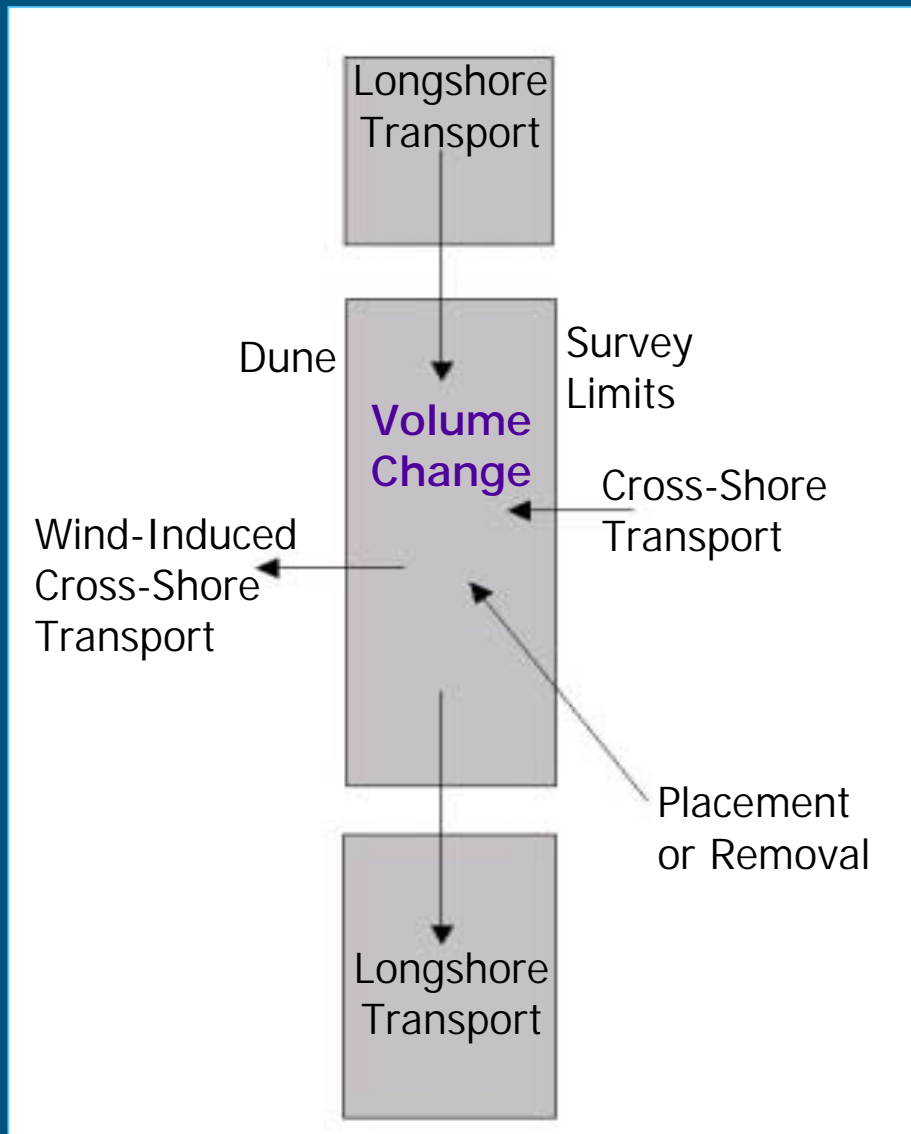 Longshore
Transport
Dune
Survey
Limits
Volume
Change
Cross-Shore
Transport
Wind-Induced
Cross-Shore
Transport
Placement
or Removal
Longshore
Transport